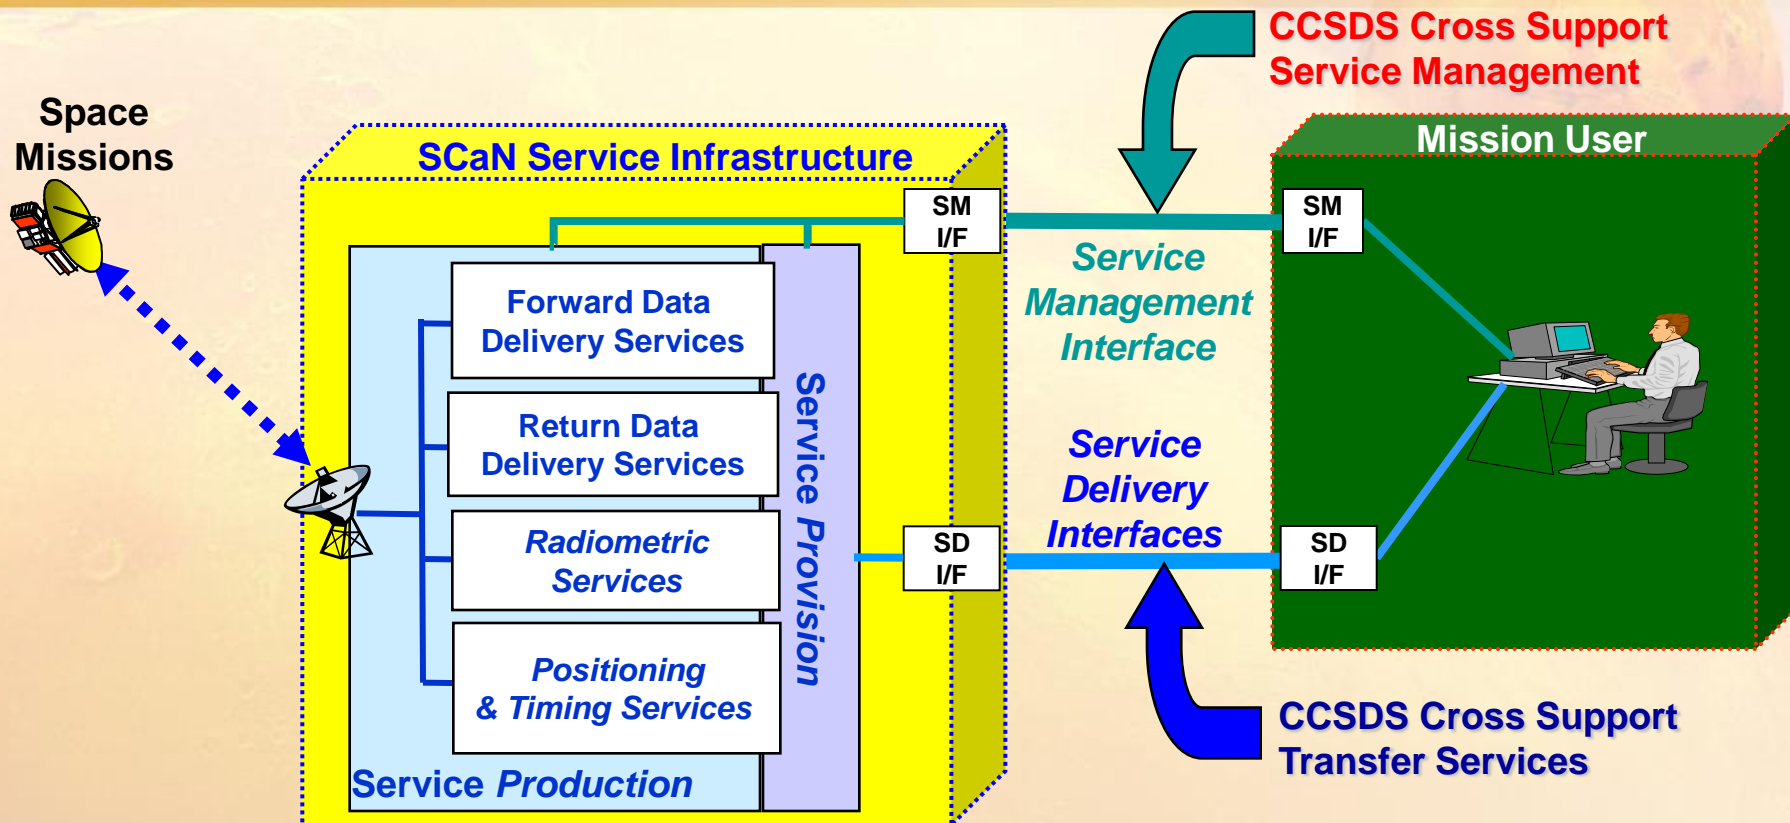 CCSDS Cross Support
Service Management
Space
Missions
SCaN Service Infrastructure
Mission User
SM
I/F
SM
I/F
Service
Management
Interface
Forward Data
Delivery Services
Return Data
Delivery Services
Radiometric
Services
Positioning
& Timing Services
Service Provision
Service Production
Service
Delivery
Interfaces
SD
I/F
SD
I/F
CCSDS Cross Support
Transfer Services